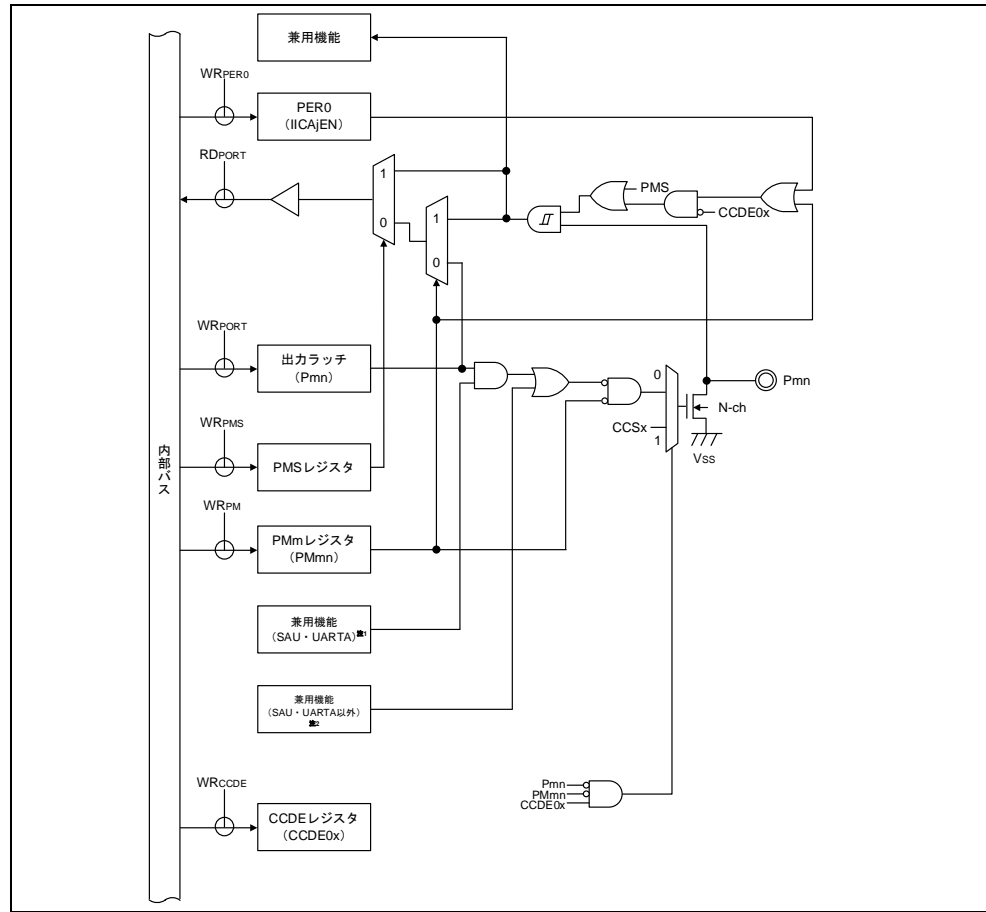 兼用機能
WRPER0
PER0
（IICAjEN）
RDPORT
1
0
1
0
PMS
CCDE0x
WRPORT
出力ラッチ
（Pmn）
0
CCSx
1
Pmn
N-ch
VSS
WRPMS
PMSレジスタ
内部バス
WRPM
PMmレジスタ
（PMmn）
兼用機能
（SAU・UARTA）注1
兼用機能
（SAU・UARTA以外）
注2
Pmn
PMmn
CCDE0x
WRCCDE
CCDEレジスタ
（CCDE0x）